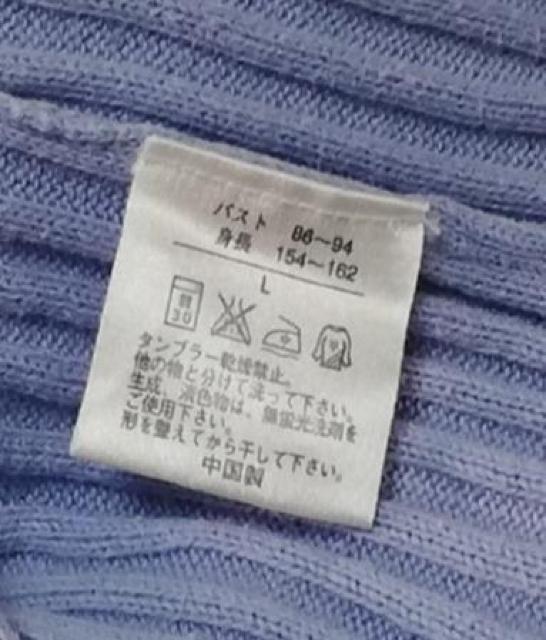 バスト 86〜94
身長 154〜162
L
弱 30
タンブラー乾燥禁止。
他の物と分けて洗って下さい。
生成、淡色物は、無蛍光洗剤を
ご使用下さい。
形を整えてから干して下さい。
中国製